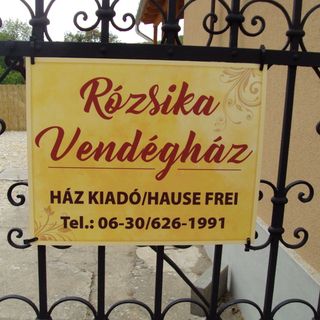 Rózsika
Vendégház
HÁZ KIADÓ/HAUSE FREI
Tel.: 06-30/626-1991